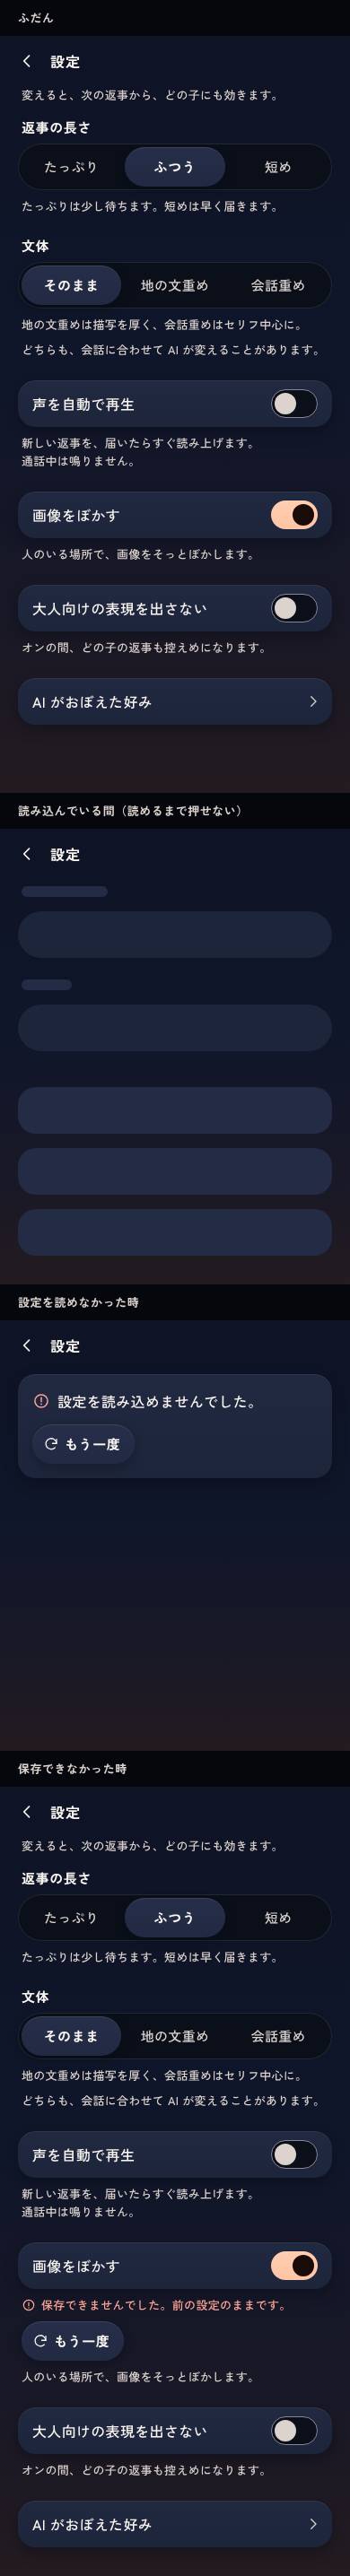 ふだん
設定
変えると、次の返事から、どの子にも効きます。
返事の長さ
たっぷり ふつう 短め
たっぷりは少し待ちます。短めは早く届きます。
文体
そのまま 地の文重め 会話重め
地の文重めは描写を厚く、会話重めはセリフ中心に。
どちらも、会話に合わせて AI が変えることがあります。
声を自動で再生
新しい返事を、届いたらすぐ読み上げます。
通話中は鳴りません。
画像をぼかす
人のいる場所で、画像をそっとぼかします。
大人向けの表現を出さない
オンの間、どの子の返事も控えめになります。
AI がおぼえた好み
読み込んでいる間（読めるまで押せない）
設定
設定を読めなかった時
設定
設定を読み込めませんでした。
もう一度
保存できなかった時
設定
変えると、次の返事から、どの子にも効きます。
返事の長さ
たっぷり ふつう 短め
たっぷりは少し待ちます。短めは早く届きます。
文体
そのまま 地の文重め 会話重め
地の文重めは描写を厚く、会話重めはセリフ中心に。
どちらも、会話に合わせて AI が変えることがあります。
声を自動で再生
新しい返事を、届いたらすぐ読み上げます。
通話中は鳴りません。
画像をぼかす
保存できませんでした。前の設定のままです。
もう一度
人のいる場所で、画像をそっとぼかします。
大人向けの表現を出さない
オンの間、どの子の返事も控えめになります。
AI がおぼえた好み